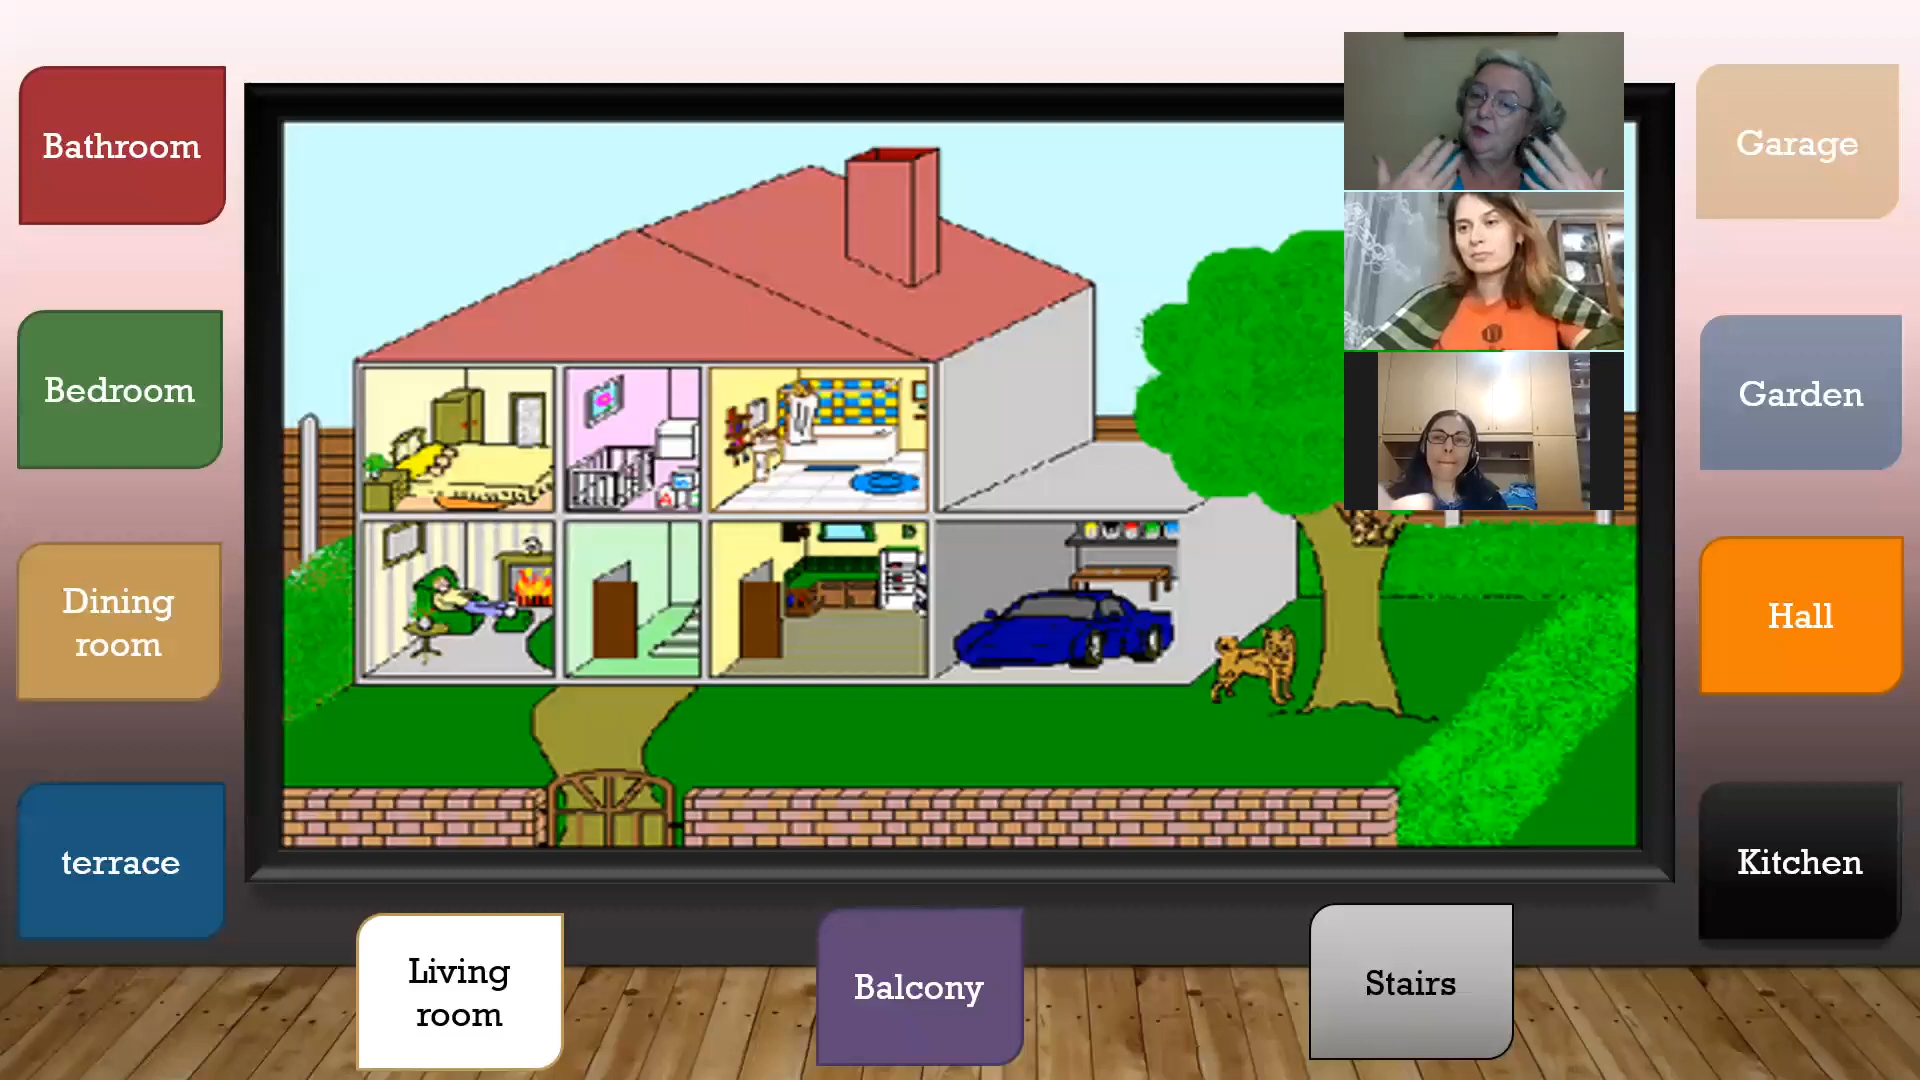 Bathroom
Garage
Bedroom
Garden
Dining
room
Hall
terrace
Kitchen
Living
room
Balcony
Stairs